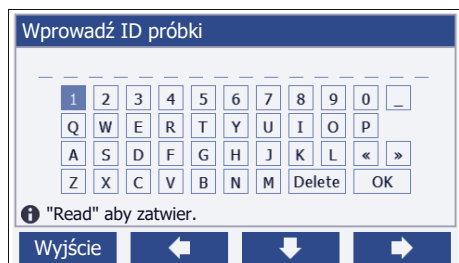 Wprowadź ID próbki
_ _ _ _ _ _ _ _ _ _ _ _ _ _ _
1 2 3 4 5 6 7 8 9 0 _
Q W E R T Y U I O P
A S D F G H J K L « »
Z X C V B N M Delete OK
"Read" aby zatwier.
Wyjście